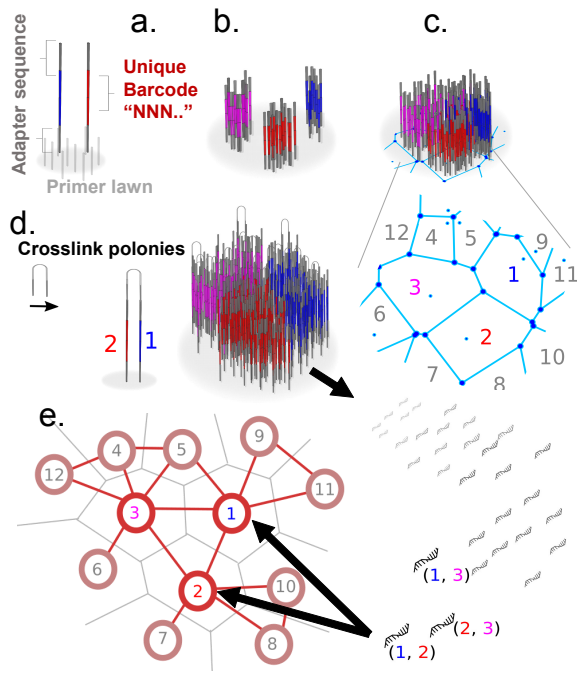 a.
b.
c.
Adapter sequence
Unique
Barcode
“NNN..”
Primer lawn
d.
Crosslink polonies
2
1
12
4
5
9
1
11
3
6
2
10
7
8
e.
9
4
5
12
11
3
1
6
2
10
7
8
(1, 3)
(2, 3)
(1, 2)